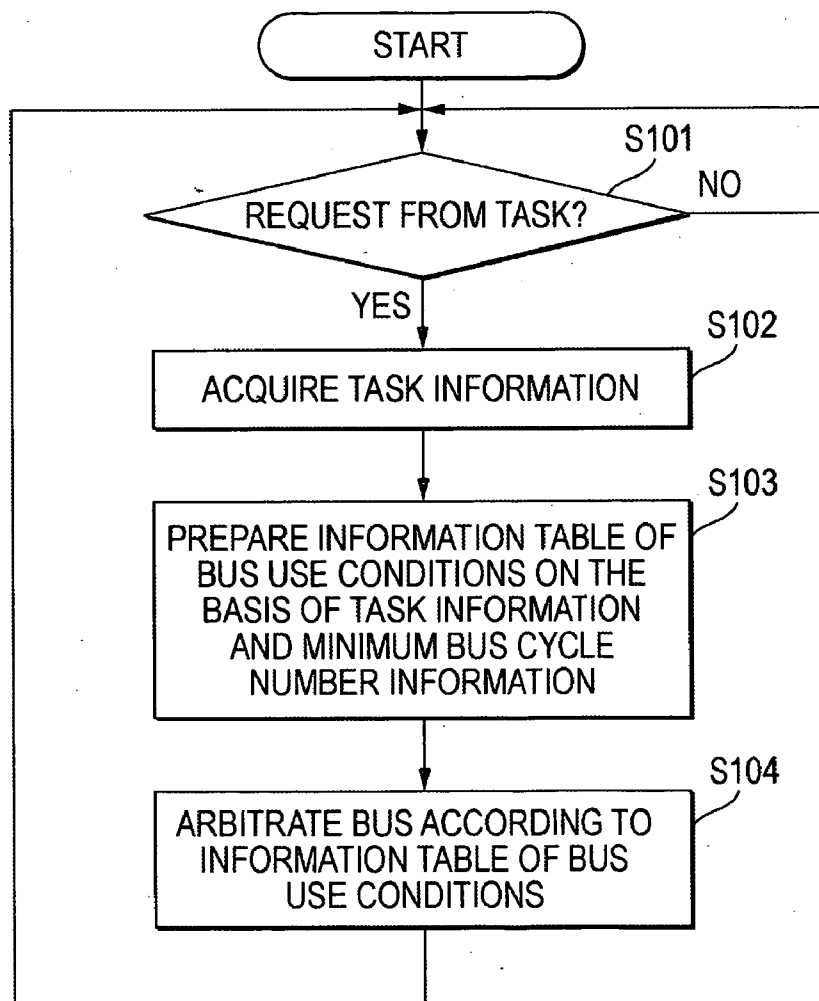 START
S101
REQUEST FROM TASK?
NO
YES
S102
ACQUIRE TASK INFORMATION
S103
PREPARE INFORMATION TABLE OF
BUS USE CONDITIONS ON THE
BASIS OF TASK INFORMATION
AND MINIMUM BUS CYCLE
NUMBER INFORMATION
S104
ARBITRATE BUS ACCORDING TO
INFORMATION TABLE OF BUS
USE CONDITIONS